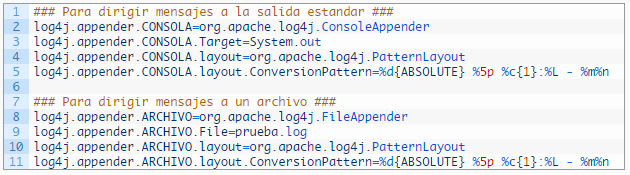 1 ### Para dirigir mensajes a la salida estandar ###
2 log4j.appender.CONSOLA=org.apache.log4j.ConsoleAppender
3 log4j.appender.CONSOLA.Target=System.out
4 log4j.appender.CONSOLA.layout=org.apache.log4j.PatternLayout
5 log4j.appender.CONSOLA.layout.ConversionPattern=%d{ABSOLUTE} %5p %c{1}:%L - %m%n
6
7 ### Para dirigir mensajes a un archivo ###
8 log4j.appender.ARCHIVO=org.apache.log4j.FileAppender
9 log4j.appender.ARCHIVO.File=prueba.log
10 log4j.appender.ARCHIVO.layout=org.apache.log4j.PatternLayout
11 log4j.appender.ARCHIVO.layout.ConversionPattern=%d{ABSOLUTE} %5p %c{1}:%L - %m%n